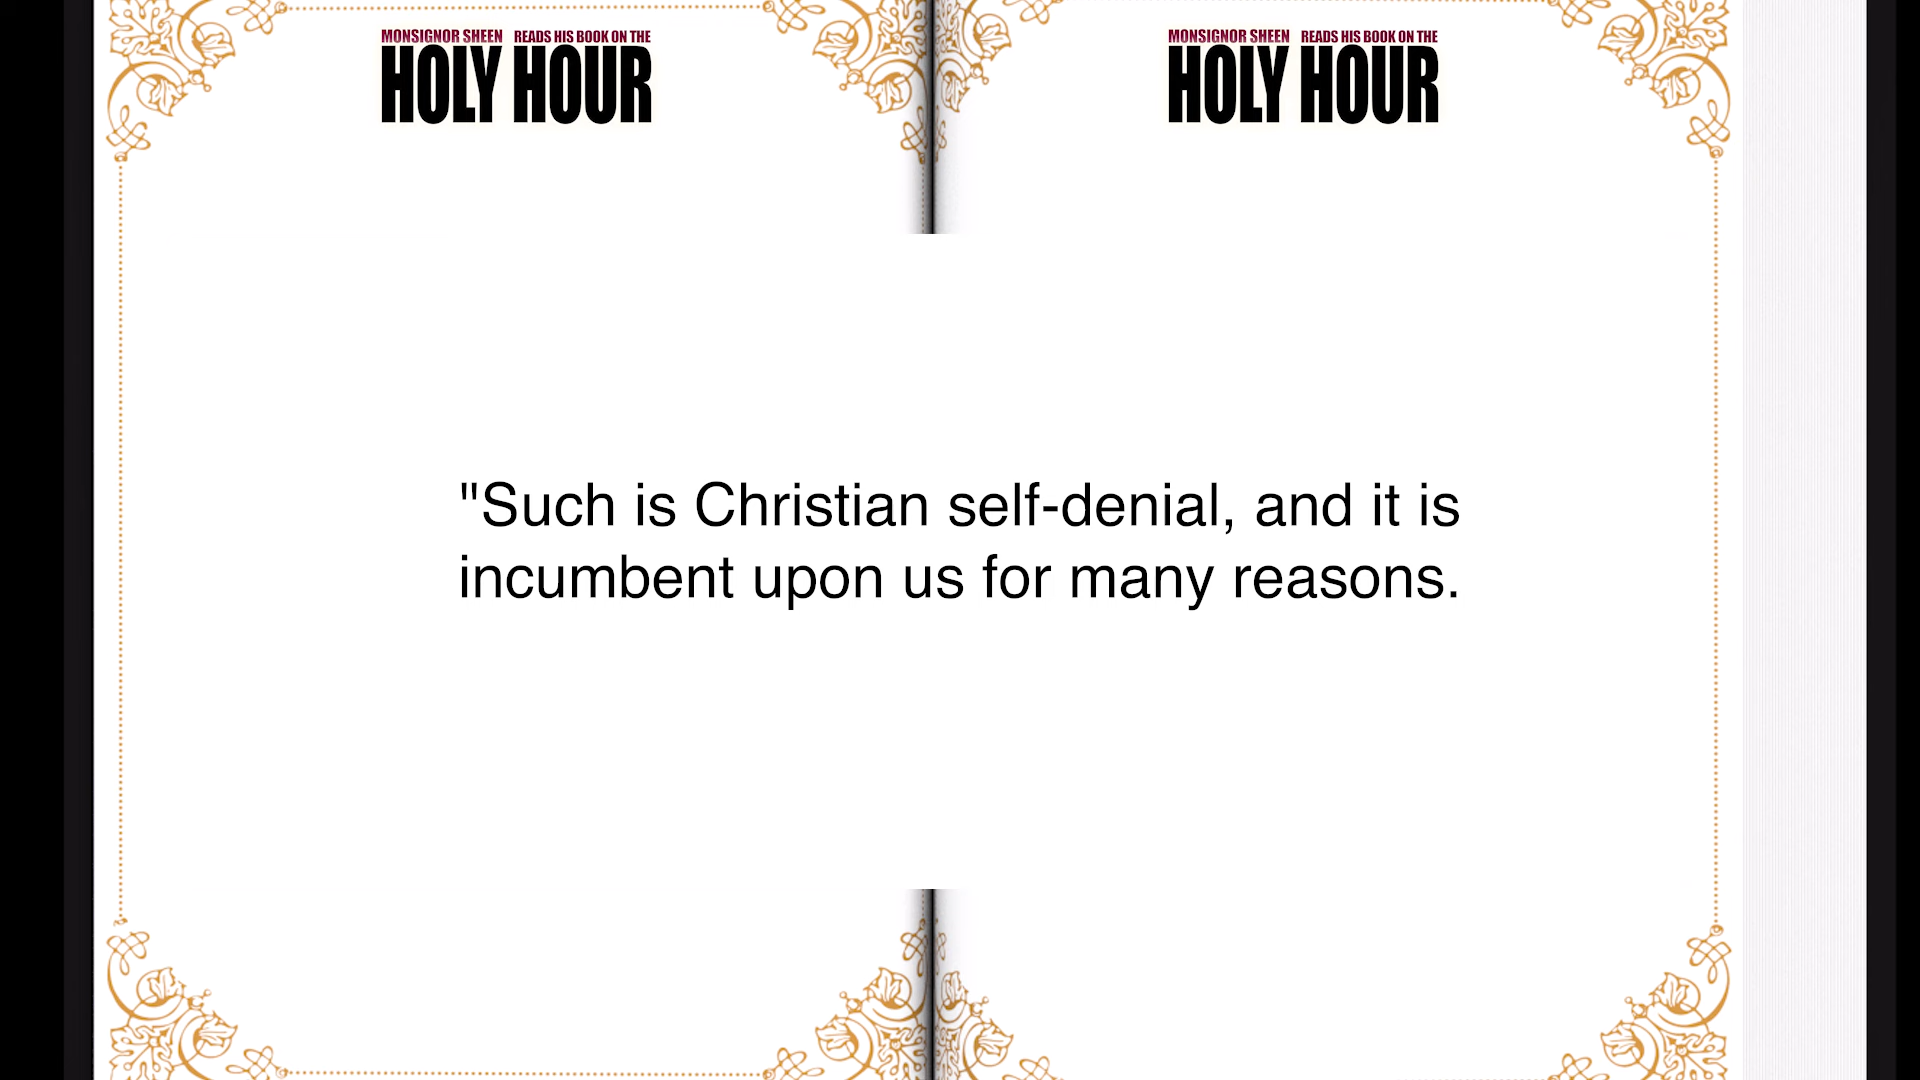 MONSIGNOR SHEEN READS HIS BOOK ON THE
HOLY HOUR
MONSIGNOR SHEEN READS HIS BOOK ON THE
HOLY HOUR
"Such is Christian self-denial, and it is
incumbent upon us for many reasons.